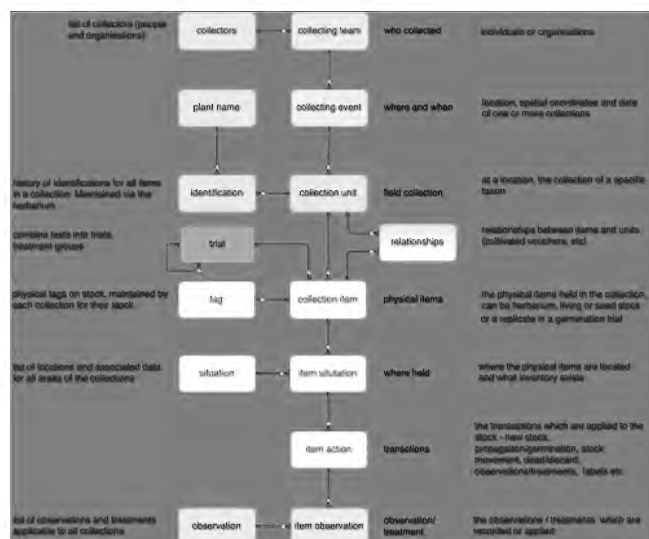 list of collectors (people
and organisations)
collectors
collecting team
who collected
individuals or organisations
plant name
collecting event
where and when
location, spatial coordinates and date
of one or more collections
history of identifications for all items
in a collection. Maintained via the
herbarium
identification
collection unit
field collection
at a location, the collection of a specific
taxon
combine tests into trials,
treatment groups
trial
relationships
relationships between items and units
(cultivated vouchers, etc)
physical tags on stock, maintained by
each collection for their stock
tag
collection item
physical items
the physical items held in the collection,
can be herbarium, living or seed stock
or a replicate in a germination trial
list of locations and associated data
for all areas of the collections
situation
item situtation
where held
where the physical items are located
and what inventory exists
item action
transctions
the transactions which are applied to the
stock - new stock,
propagation/germination, stock
movement, dead/discard,
observations/treatments, labels etc
list of observations and treatments
applicable to all collections
observation
item observation
observation/
treatment
the observations / treatments which are
recorded or applied